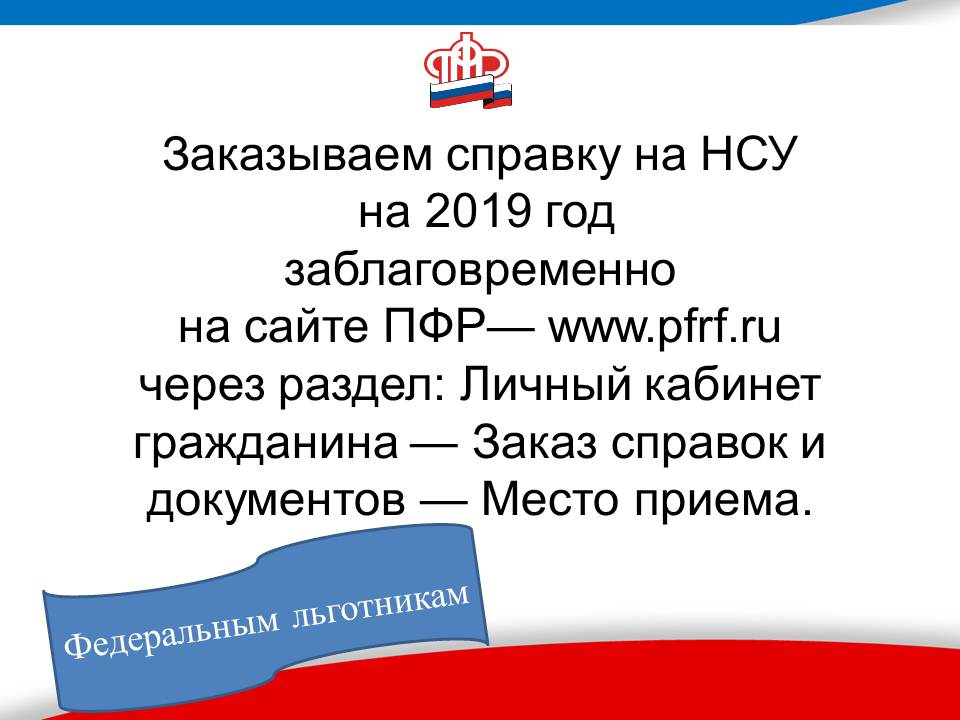 Заказываем справку на НСУ
на 2019 год
заблаговременно
на сайте ПФР— www.pfrf.ru
через раздел: Личный кабинет
гражданина — Заказ справок и
документов — Место приема.
Федеральным льготникам